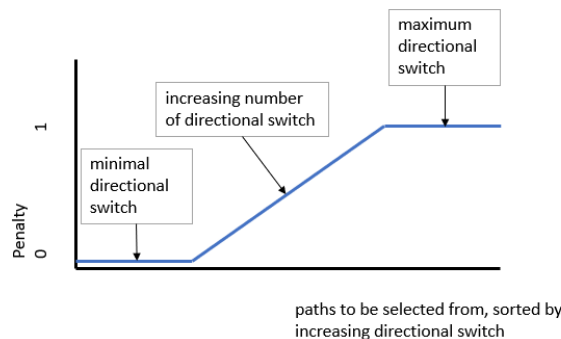 maximum
directional
switch
increasing number
of directional switch
minimal
directional
switch
1
0
Penalty
paths to be selected from, sorted by
increasing directional switch